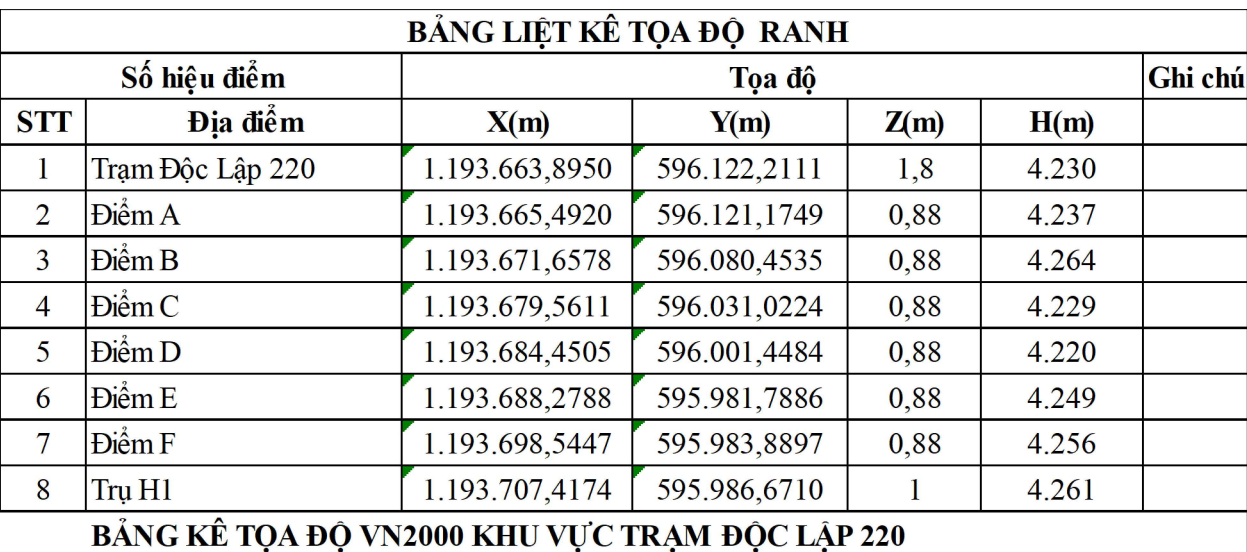 BẢNG LIỆT KÊ TỌA ĐỘ RANH
Số hiệu điểm Tọa độ Ghi chú
STT Địa điểm X(m) Y(m) Z(m) H(m)
1 Trạm Độc Lập 220 1.193.663,8950 596.122,2111 1,8 4.230
2 Điểm A 1.193.665,4920 596.121,1749 0,88 4.237
3 Điểm B 1.193.671,6578 596.080,4535 0,88 4.264
4 Điểm C 1.193.679,5611 596.031,0224 0,88 4.229
5 Điểm D 1.193.684,4505 596.001,4484 0,88 4.220
6 Điểm E 1.193.688,2788 595.981,7886 0,88 4.249
7 Điểm F 1.193.698,5447 595.983,8897 0,88 4.256
8 Trụ H1 1.193.707,4174 595.986,6710 1 4.261
BẢNG KÊ TỌA ĐỘ VN2000 KHU VỰC TRẠM ĐỘC LẬP 220